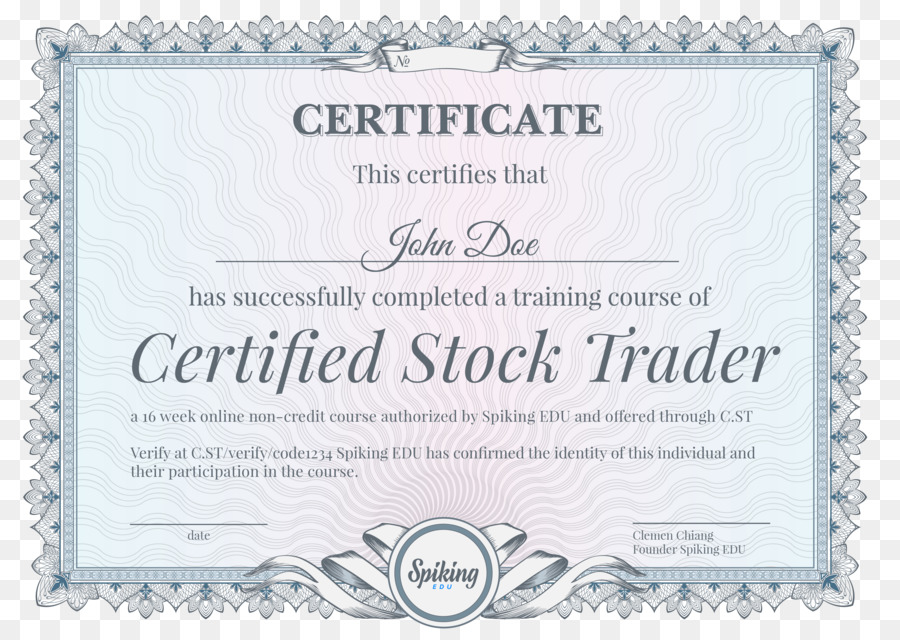 No
CERTIFICATE
This certifies that
John Doe
has successfully completed a training course of
Certified Stock Trader
a 16 week online non-credit course authorized by Spiking EDU and offered through C.ST
Verify at C.ST/verify/code1234 Spiking EDU has confirmed the identity of this individual and
their participation in the course.
date
Clemen Chiang
Founder Spiking EDU
Spiking
EDU